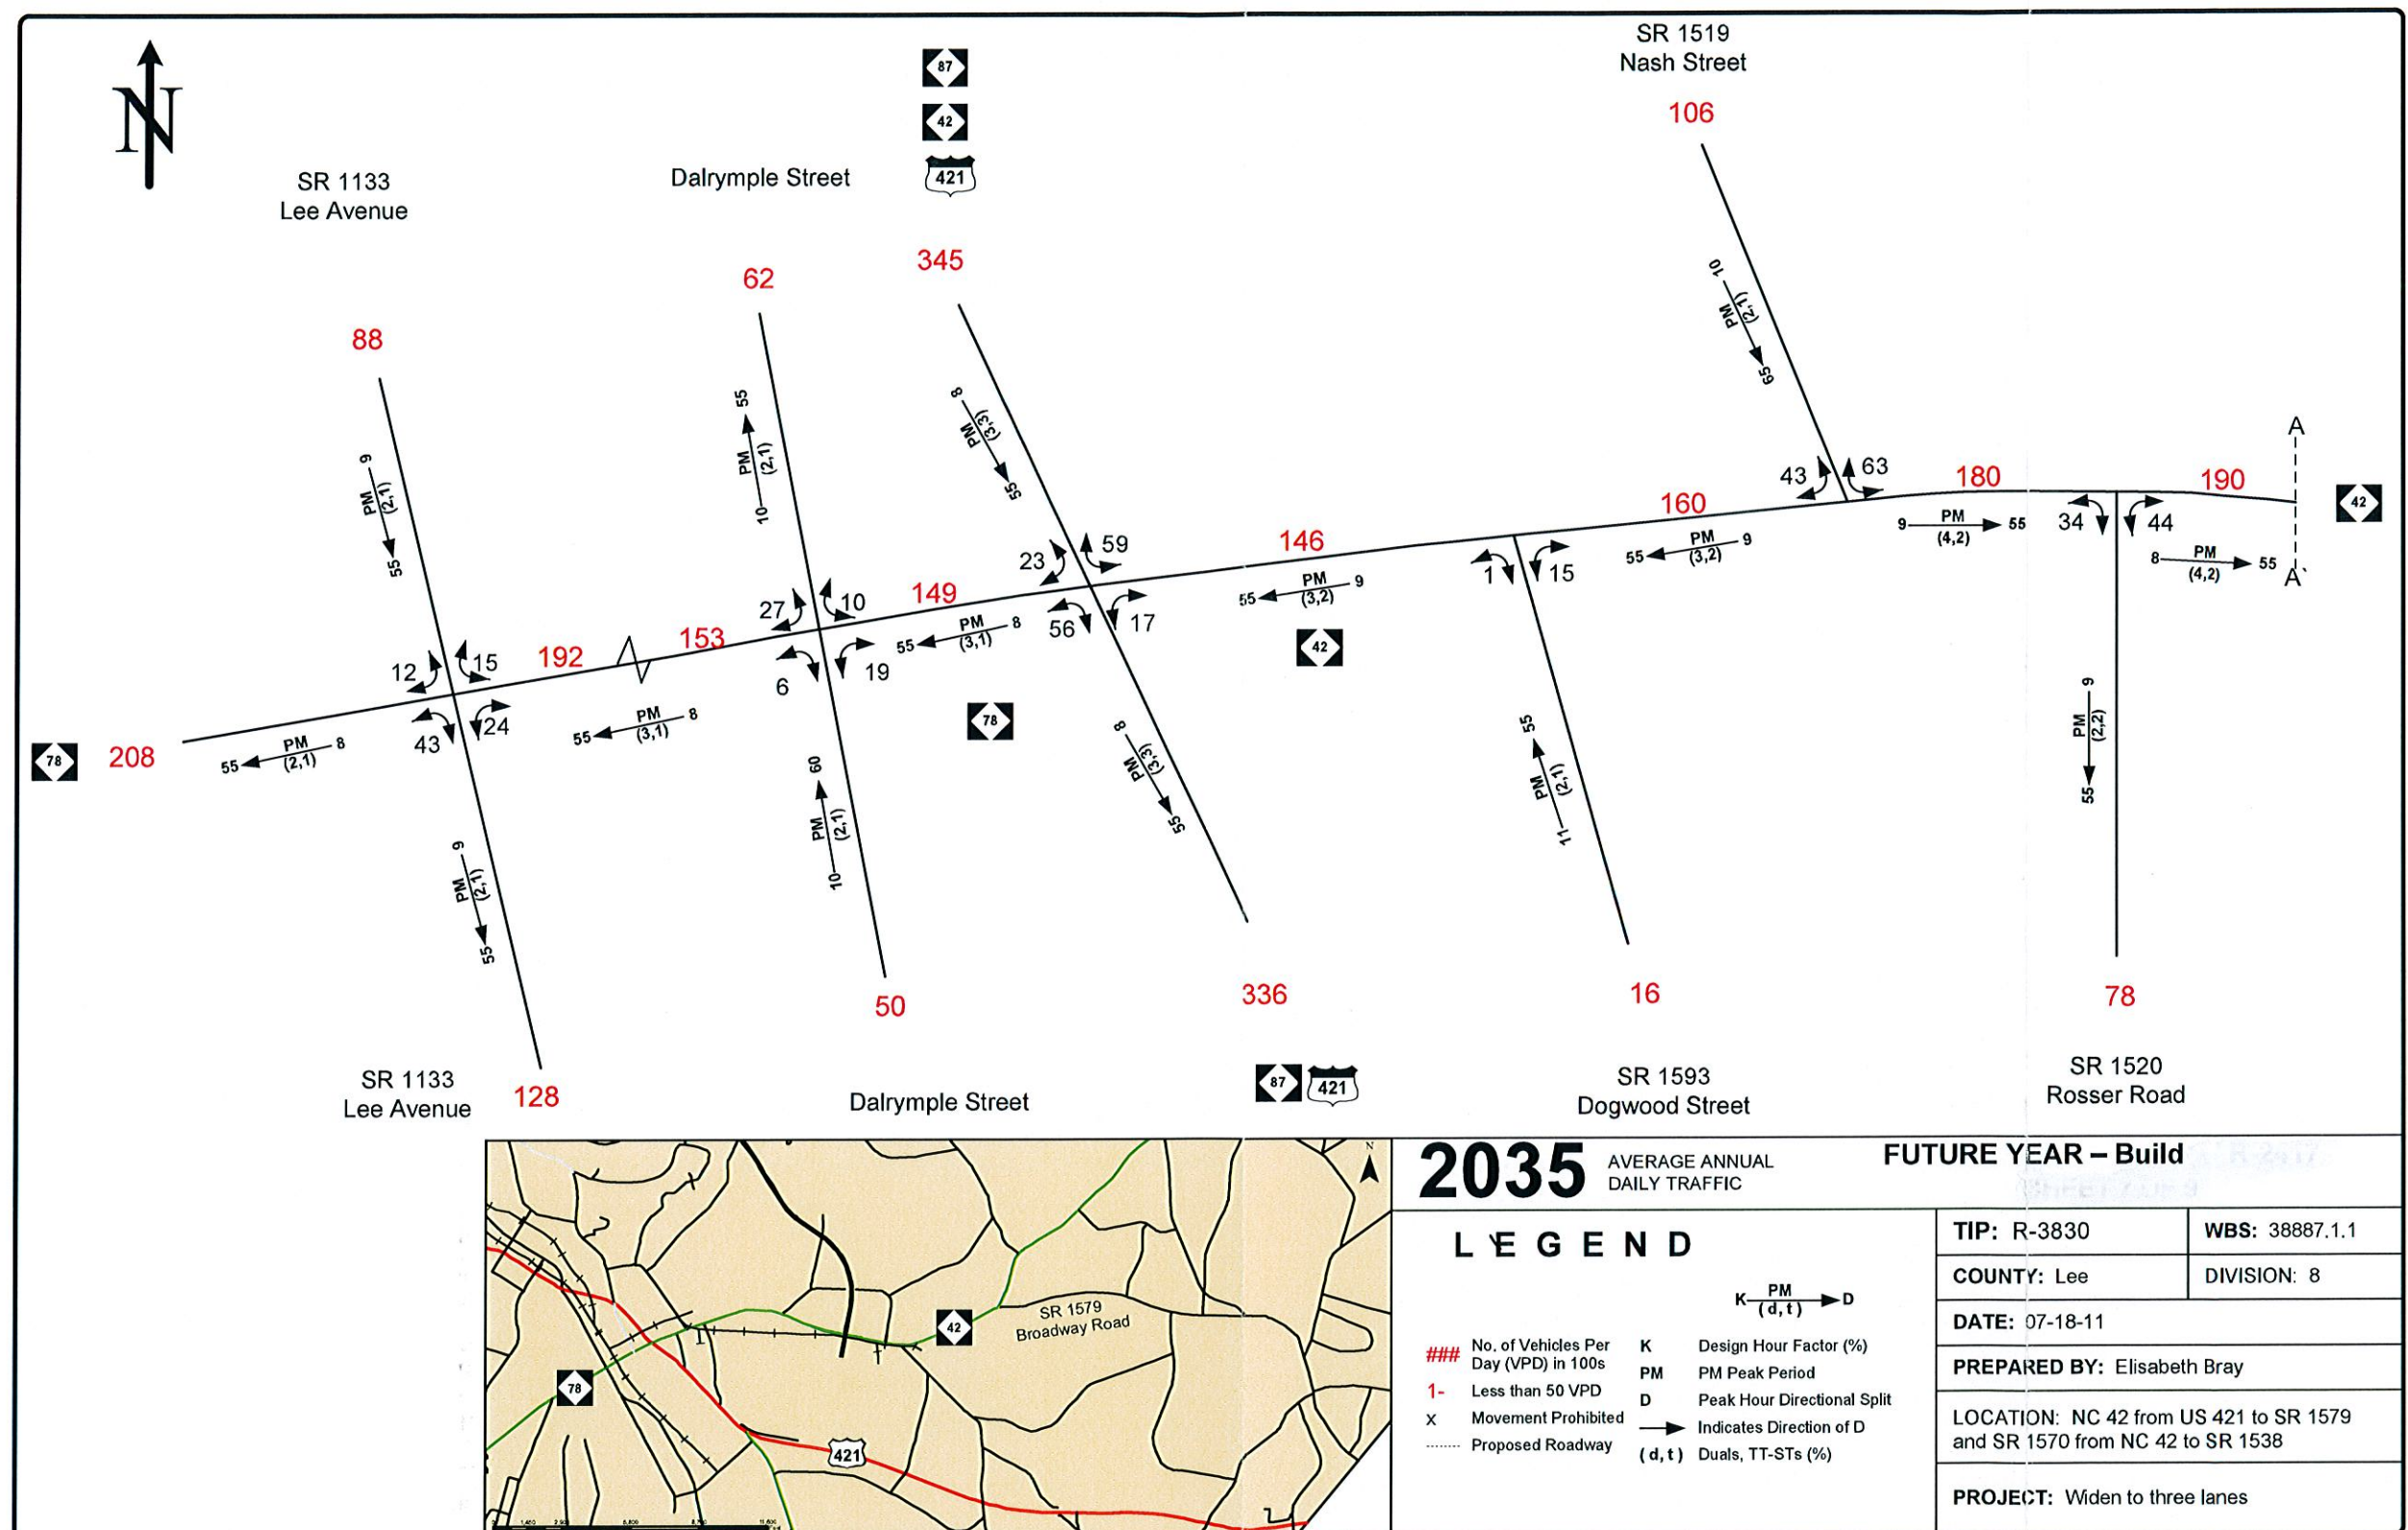 SR 1519
Nash Street
87
42
421
106
N
SR 1133
Lee Avenue
Dalrymple Street
345
62
88
10 PM (2,1) 65
55 PM (2,1) 10
8 PM (3,3) 55
9 PM (2,1) 55
43 63
180
190
A
42
160
9 PM (4,2) 55
34 44
8 PM (4,2) 55
A`
146
55 PM (3,2) 9
23 59
1 15
149
27 10
55 PM (3,2) 9
56 17
55 PM (3,1) 8
42
153
192
12 15
6 19
78
43 24
55 PM (3,1) 8
78
208
55 PM (2,1) 8
8 PM (3,3) 55
55 PM (2,1) 11
9 PM (2,2) 55
60 PM (2,1) 10
9 PM (2,1) 55
336
16
78
50
SR 1133
Lee Avenue
128
Dalrymple Street
87
421
SR 1593
Dogwood Street
SR 1520
Rosser Road
N
SR 1579
Broadway Road
42
78
421
2035
AVERAGE ANNUAL
DAILY TRAFFIC
FUTURE YEAR – Build
LEGEND
K PM (d,t) D
### No. of Vehicles Per
Day (VPD) in 100s
1- Less than 50 VPD
X Movement Prohibited
Proposed Roadway
K Design Hour Factor (%)
PM PM Peak Period
D Peak Hour Directional Split
Indicates Direction of D
(d,t) Duals, TT-STs (%)
TIP: R-3830
WBS: 38887.1.1
COUNTY: Lee
DIVISION: 8
DATE: 07-18-11
PREPARED BY: Elisabeth Bray
LOCATION: NC 42 from US 421 to SR 1579
and SR 1570 from NC 42 to SR 1538
PROJECT: Widen to three lanes